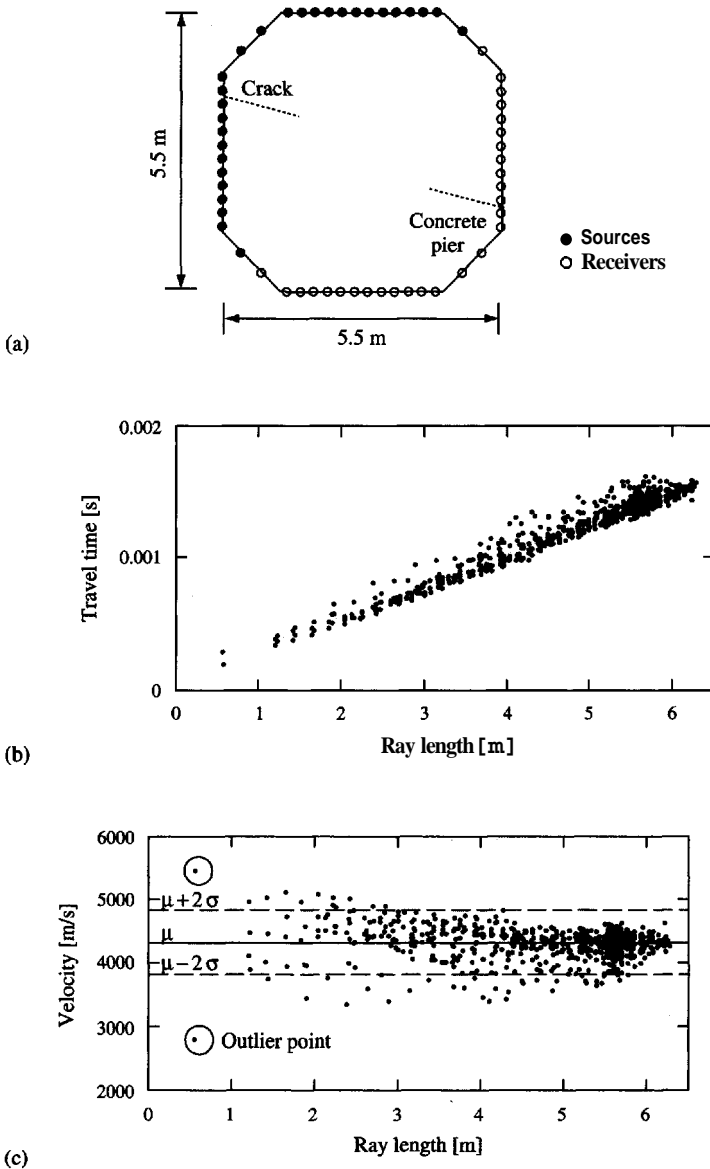 5.5 m
Crack
Concrete
pier
● Sources
○ Receivers
5.5 m
(a)
0.002
Travel time [s]
0.001
0
0 1 2 3 4 5 6
Ray length [m]
(b)
6000
μ+2σ
5000
Velocity [m/s]
μ
4000
μ−2σ
3000
Outlier point
2000
0 1 2 3 4 5 6
Ray length [m]
(c)